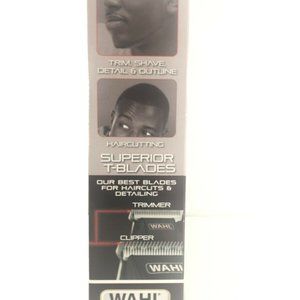 TRIM, SHAVE,
DETAIL & OUTLINE
HAIRCUTTING
SUPERIOR
T-BLADES
OUR BEST BLADES
FOR HAIRCUTS &
DETAILING
TRIMMER
WAHL
CLIPPER
WAHL
WAHL